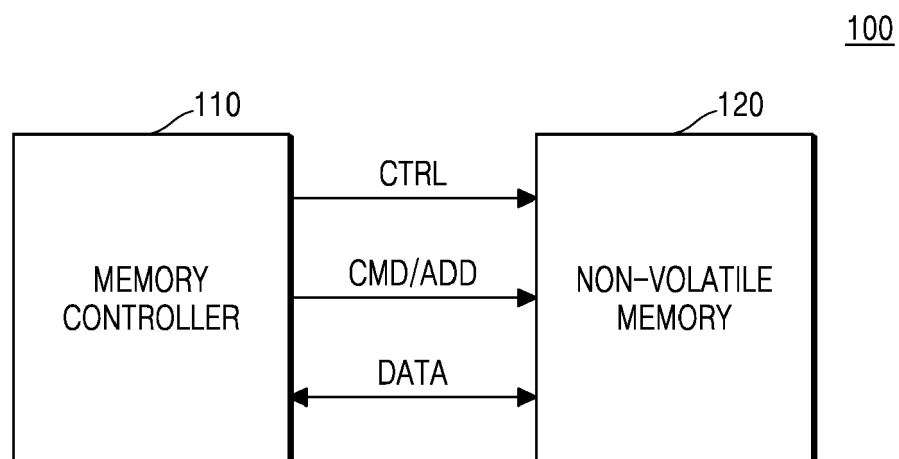 100
110
120
CTRL
CMD/ADD
DATA
MEMORY
CONTROLLER
NON-VOLATILE
MEMORY